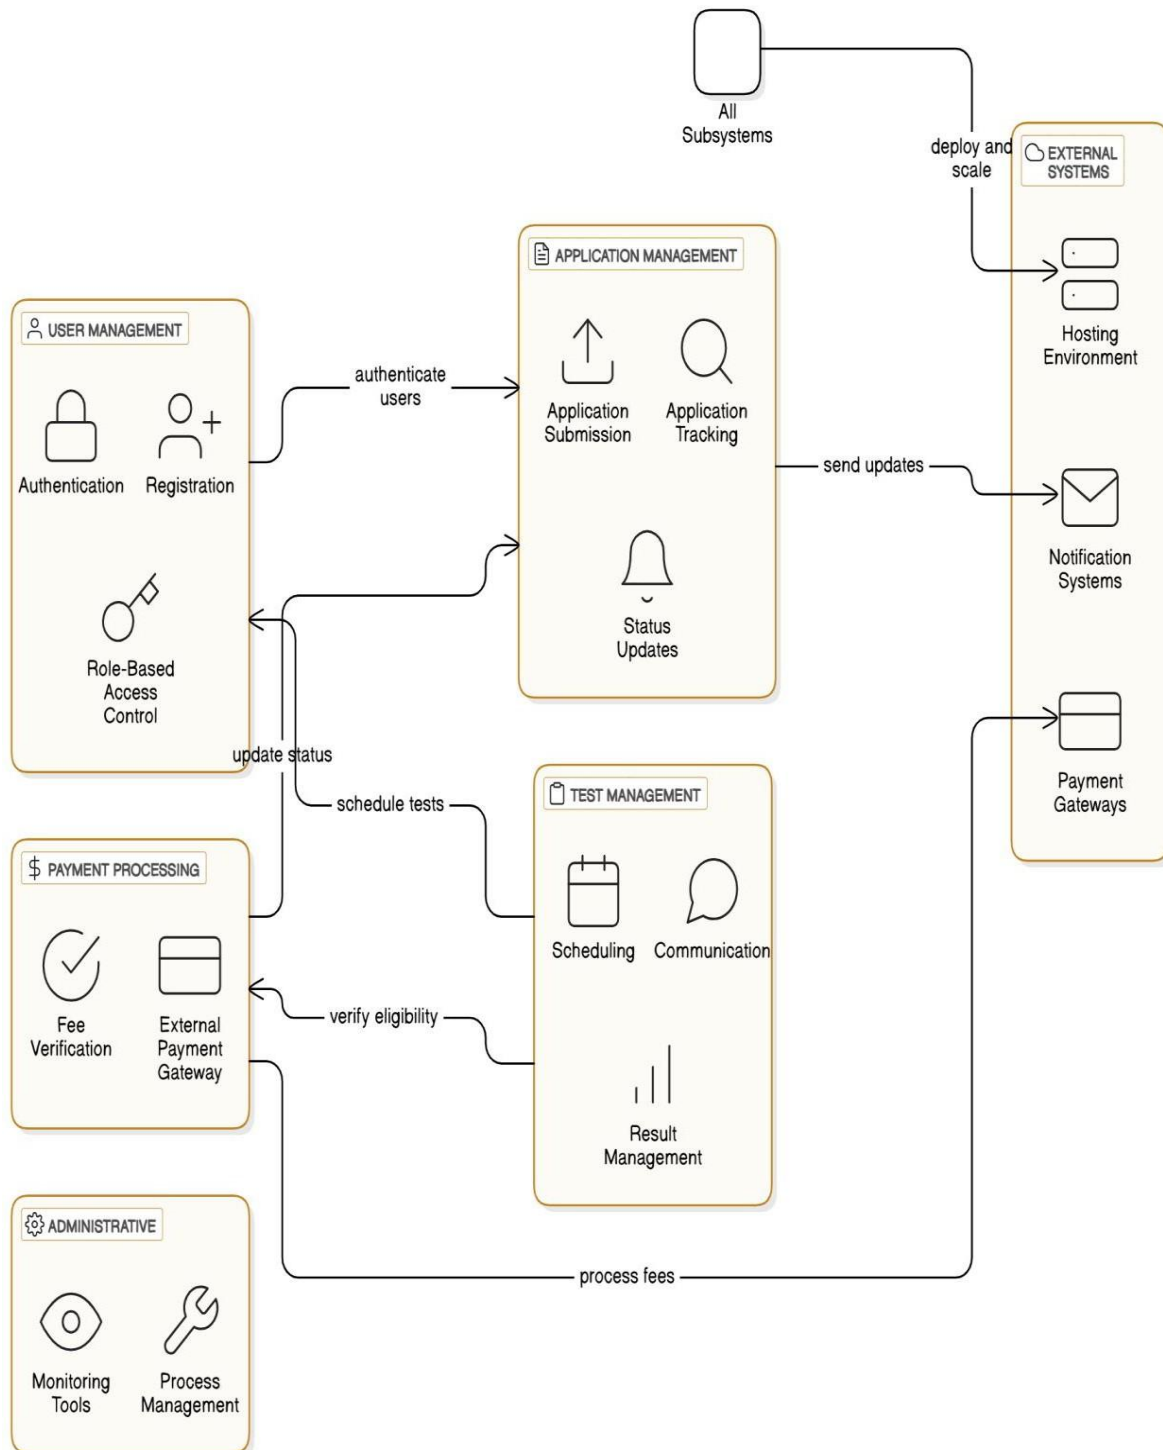 All
Subsystems
deploy and
scale
EXTERNAL
SYSTEMS
Hosting
Environment
Notification
Systems
Payment
Gateways
APPLICATION MANAGEMENT
Application
Submission
Application
Tracking
Status
Updates
send updates
USER MANAGEMENT
Authentication
Registration
Role-Based
Access
Control
authenticate
users
update status
schedule tests
TEST MANAGEMENT
Scheduling
Communication
Result
Management
PAYMENT PROCESSING
$
Fee
Verification
External
Payment
Gateway
verify eligibility
process fees
ADMINISTRATIVE
Monitoring
Tools
Process
Management